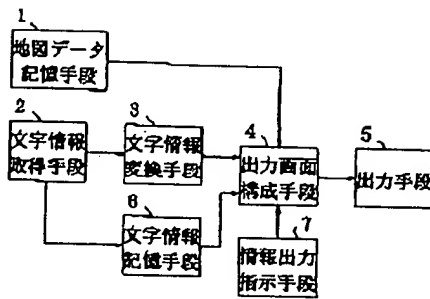 1
地図データ
記憶手段
2
文字情報
取得手段
3
文字情報
変換手段
4
出力画面
構成手段
5
出力手段
6
文字情報
記憶手段
7
情報出力
指示手段